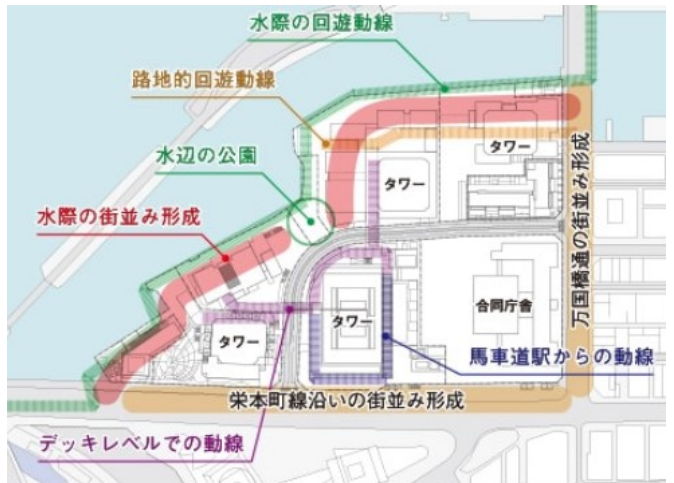 水際の回遊動線
路地的回遊動線
水辺の公園
水際の街並み形成
タワー
タワー
タワー
タワー
合同庁舎
万国橋通の街並み形成
馬車道駅からの動線
栄本町線沿いの街並み形成
デッキレベルでの動線